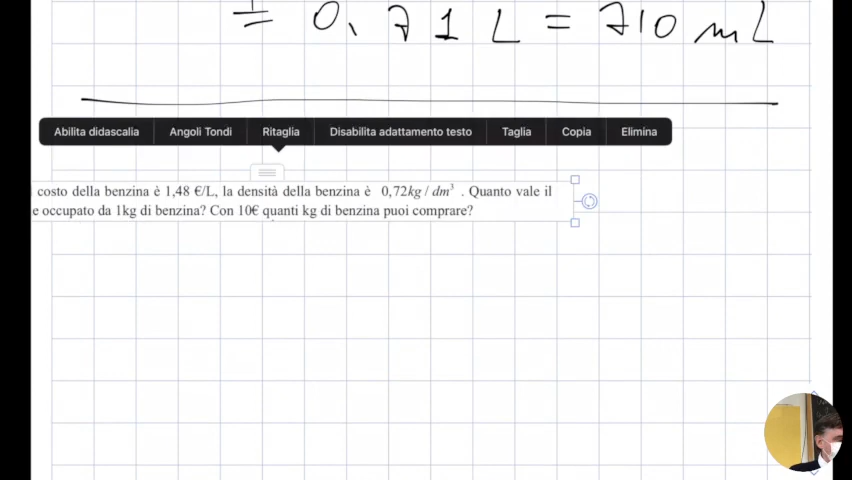 = 0,71 L = 710 mL
Abilita didascalia Angoli Tondi Ritaglia Disabilita adattamento testo Taglia Copia Elimina
costo della benzina è 1,48 €/L, la densità della benzina è 0,72kg / dm³ . Quanto vale il
e occupato da 1kg di benzina? Con 10€ quanti kg di benzina puoi comprare?